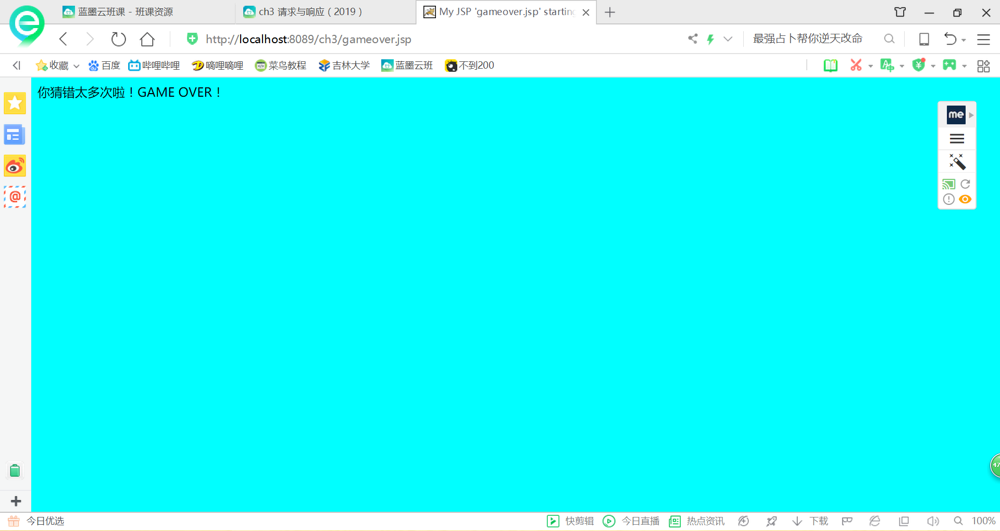 蓝墨云班课 - 班课资源
ch3 请求与响应（2019）
My JSP 'gameover.jsp' starting
http://localhost:8089/ch3/gameover.jsp
最强占卜帮你逆天改命
收藏
百度
哔哩哔哩
嘀哩嘀哩
菜鸟教程
吉林大学
蓝墨云班
不到200
你猜错太多次啦！GAME OVER！
me
47
今日优选
快剪辑
今日直播
热点资讯
下载
100%